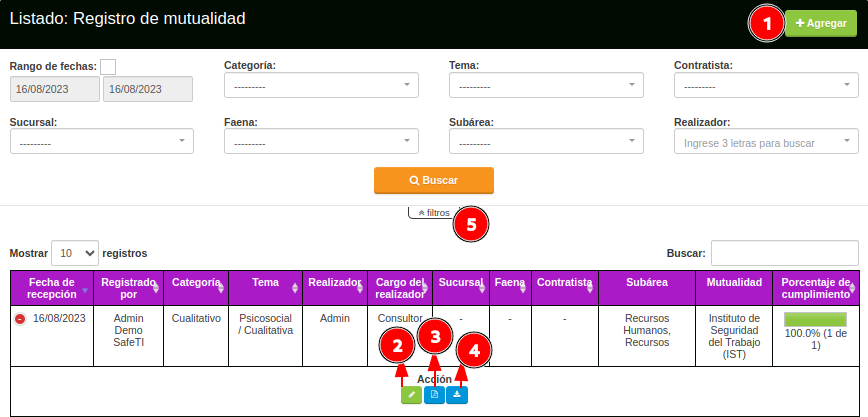 Listado: Registro de mutualidad
1
Agregar
Rango de fechas:
Categoría:
Tema:
Contratista:
16/08/2023
16/08/2023
---------
---------
---------
Sucursal:
Faena:
Subárea:
Realizador:
---------
---------
---------
Ingrese 3 letras para buscar
Buscar
filtros
5
Mostrar 10 registros
Buscar:
Fecha de
recepción
Registrado
por
Categoría
Tema
Realizador
Cargo del
realizador
Sucursal
Faena
Contratista
Subárea
Mutualidad
Porcentaje de
cumplimiento
16/08/2023
Admin
Demo
SafeTI
Cualitativo
Psicosocial
/ Cualitativa
Admin
Consultor
-
-
-
Recursos
Humanos,
Recursos
Instituto de
Seguridad
del Trabajo
(IST)
100.0% (1 de
1)
2
3
4
Acción